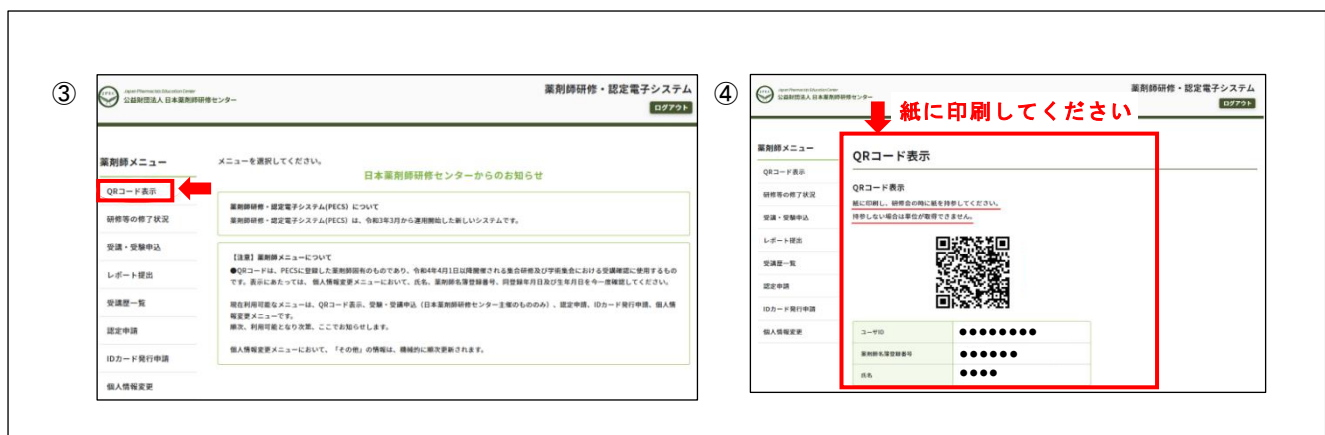 ③
Japan Pharmacists Education Center
公益財団法人 日本薬剤師研修センター
薬剤師研修・認定電子システム
ログアウト
薬剤師メニュー
QRコード表示
研修等の修了状況
受講・受験申込
レポート提出
受講歴一覧
認定申請
IDカード発行申請
個人情報変更
メニューを選択してください。
日本薬剤師研修センターからのお知らせ
薬剤師研修・認定電子システム(PECS) について
薬剤師研修・認定電子システム(PECS) は、令和3年3月から運用開始した新しいシステムです。
【注意】薬剤師メニューについて
●QRコードは、PECSに登録した薬剤師固有のものであり、令和4年4月1日以降開催される集合研修及び学術集会における受講確認に使用するもの
です。表示にあたっては、個人情報変更メニューにおいて、氏名、薬剤師名簿登録番号、同登録年月日及び生年月日を今一度確認してください。
現在利用可能なメニューは、QRコード表示、受験・受講申込（日本薬剤師研修センター主催のもののみ）、認定申請、IDカード発行申請、個人情
報変更メニューです。
順次、利用可能となり次第、ここでお知らせします。
個人情報変更メニューにおいて、「その他」の情報は、機械的に順次更新されます。
④
Japan Pharmacists Education Center
公益財団法人 日本薬剤師研修センター
薬剤師研修・認定電子システム
ログアウト
紙に印刷してください
薬剤師メニュー
QRコード表示
研修等の修了状況
受講・受験申込
レポート提出
受講歴一覧
認定申請
IDカード発行申請
個人情報変更
QRコード表示
QRコード表示
紙に印刷し、研修会の時に紙を持参してください。
持参しない場合は単位が取得できません。
ユーザID ●●●●●●●●
薬剤師名簿登録番号 ●●●●●●
氏名 ●●●●